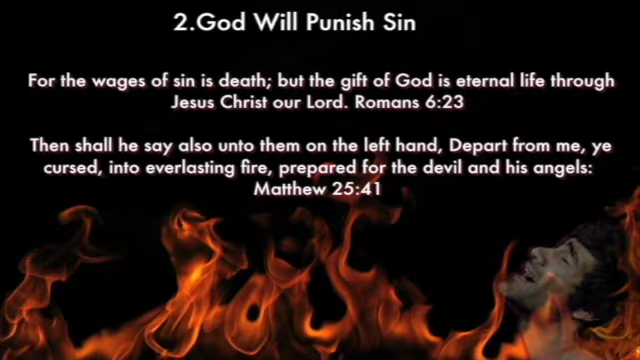 2.God Will Punish Sin
For the wages of sin is death; but the gift of God is eternal life through
Jesus Christ our Lord. Romans 6:23
Then shall he say also unto them on the left hand, Depart from me, ye
cursed, into everlasting fire, prepared for the devil and his angels:
Matthew 25:41